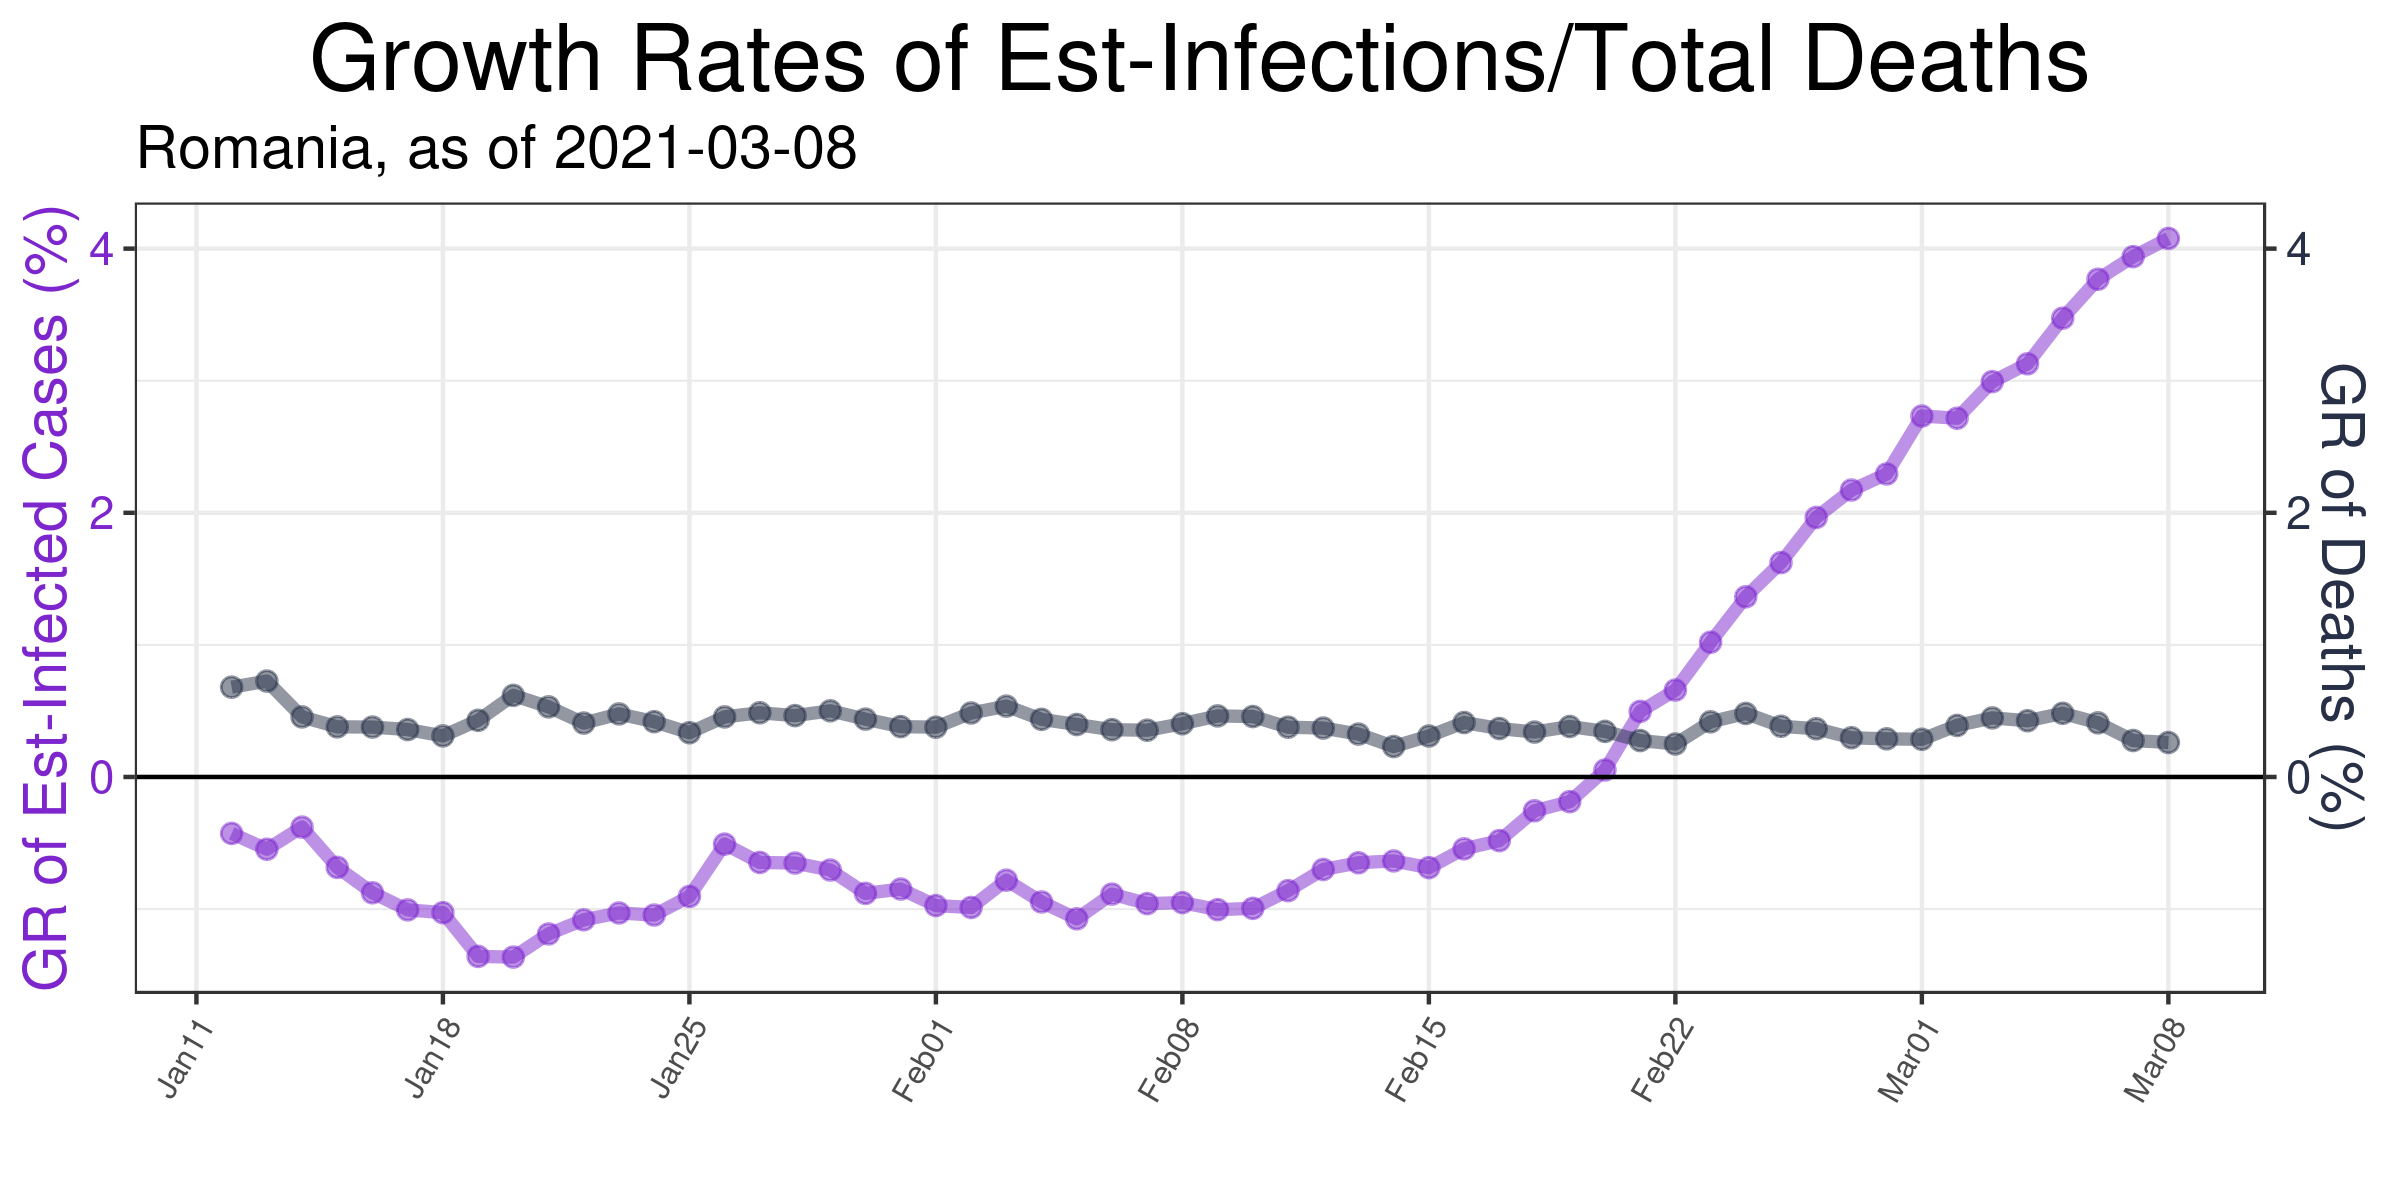 Growth Rates of Est-Infections/Total Deaths
Romania, as of 2021-03-08
GR of Est-Infected Cases (%)
4
2
0
4
2
0
GR of Deaths (%)
Jan11
Jan18
Jan25
Feb01
Feb08
Feb15
Feb22
Mar01
Mar08